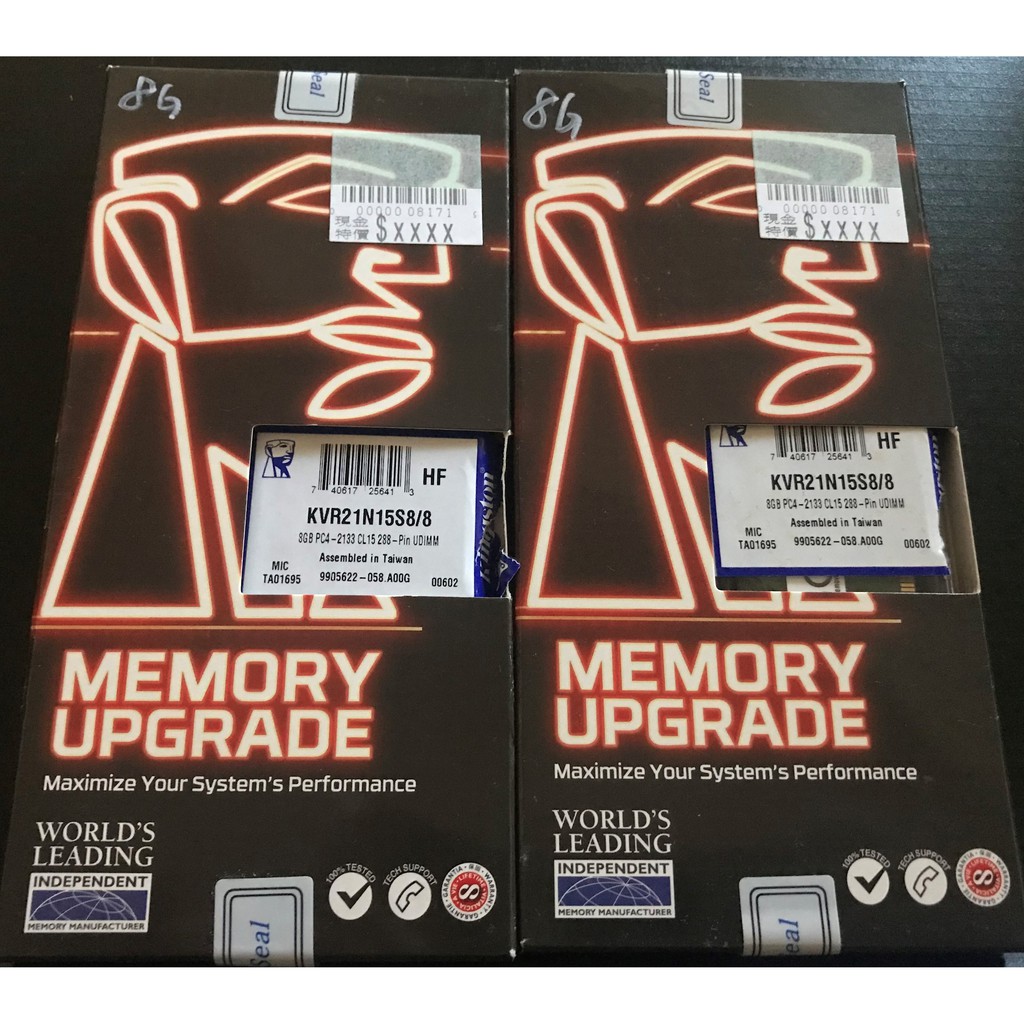 8G
Seal
00000 08171
現金
特價 $XXXX
7 40617 25641 3
HF
KVR21N15S8/8
8GB PC4-2133 CL15 288-Pin UDIMM
Assembled in Taiwan
MIC
TA01695 9905622-058.A00G 00602
Kingston
MEMORY
UPGRADE
Maximize Your System's Performance
WORLD'S
LEADING
INDEPENDENT
MEMORY MANUFACTURER
100% TESTED
TECH SUPPORT
Seal
8G
Seal
00000 08171
現金
特價 $XXXX
7 40617 25641 3
HF
KVR21N15S8/8
8GB PC4-2133 CL15 288-Pin UDIMM
Assembled in Taiwan
MIC
TA01695 9905622-058.A00G 00602
MEMORY
UPGRADE
Maximize Your System's Performance
WORLD'S
LEADING
INDEPENDENT
MEMORY MANUFACTURER
100% TESTED
TECH SUPPORT
Seal